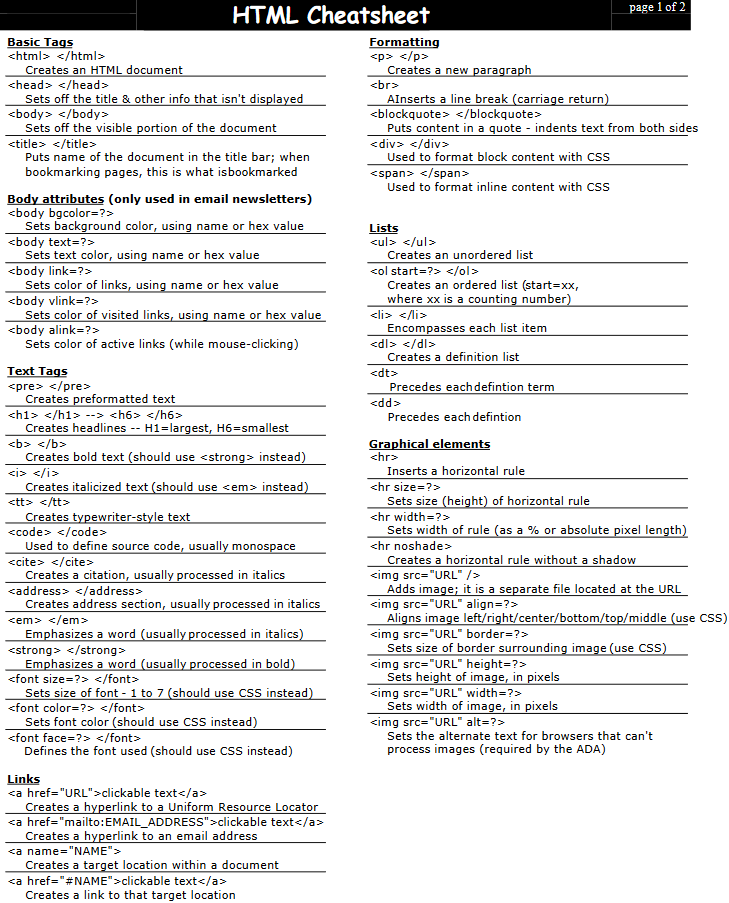 HTML Cheatsheet
page 1 of 2
Basic Tags
<html> </html>
Creates an HTML document
<head> </head>
Sets off the title & other info that isn't displayed
<body> </body>
Sets off the visible portion of the document
<title> </title>
Puts name of the document in the title bar; when
bookmarking pages, this is what isbookmarked
Body attributes (only used in email newsletters)
<body bgcolor=?>
Sets background color, using name or hex value
<body text=?>
Sets text color, using name or hex value
<body link=?>
Sets color of links, using name or hex value
<body vlink=?>
Sets color of visited links, using name or hex value
<body alink=?>
Sets color of active links (while mouse-clicking)
Text Tags
<pre> </pre>
Creates preformatted text
<h1> </h1> --> <h6> </h6>
Creates headlines -- H1=largest, H6=smallest
<b> </b>
Creates bold text (should use <strong> instead)
<i> </i>
Creates italicized text (should use <em> instead)
<tt> </tt>
Creates typewriter-style text
<code> </code>
Used to define source code, usually monospace
<cite> </cite>
Creates a citation, usually processed in italics
<address> </address>
Creates address section, usually processed in italics
<em> </em>
Emphasizes a word (usually processed in italics)
<strong> </strong>
Emphasizes a word (usually processed in bold)
<font size=?> </font>
Sets size of font - 1 to 7 (should use CSS instead)
<font color=?> </font>
Sets font color (should use CSS instead)
<font face=?> </font>
Defines the font used (should use CSS instead)
Links
<a href="URL">clickable text</a>
Creates a hyperlink to a Uniform Resource Locator
<a href="mailto:EMAIL_ADDRESS">clickable text</a>
Creates a hyperlink to an email address
<a name="NAME">
Creates a target location within a document
<a href="#NAME">clickable text</a>
Creates a link to that target location
Formatting
<p> </p>
Creates a new paragraph
<br>
AInserts a line break (carriage return)
<blockquote> </blockquote>
Puts content in a quote - indents text from both sides
<div> </div>
Used to format block content with CSS
<span> </span>
Used to format inline content with CSS
Lists
<ul> </ul>
Creates an unordered list
<ol start=?> </ol>
Creates an ordered list (start=xx,
where xx is a counting number)
<li> </li>
Encompasses each list item
<dl> </dl>
Creates a definition list
<dt>
Precedes eachdefintion term
<dd>
Precedes eachdefintion
Graphical elements
<hr>
Inserts a horizontal rule
<hr size=?>
Sets size (height) of horizontal rule
<hr width=?>
Sets width of rule (as a % or absolute pixel length)
<hr noshade>
Creates a horizontal rule without a shadow
<img src="URL" />
Adds image; it is a separate file located at the URL
<img src="URL" align=?>
Aligns image left/right/center/bottom/top/middle (use CSS)
<img src="URL" border=?>
Sets size of border surrounding image (use CSS)
<img src="URL" height=?>
Sets height of image, in pixels
<img src="URL" width=?>
Sets width of image, in pixels
<img src="URL" alt=?>
Sets the alternate text for browsers that can't
process images (required by the ADA)